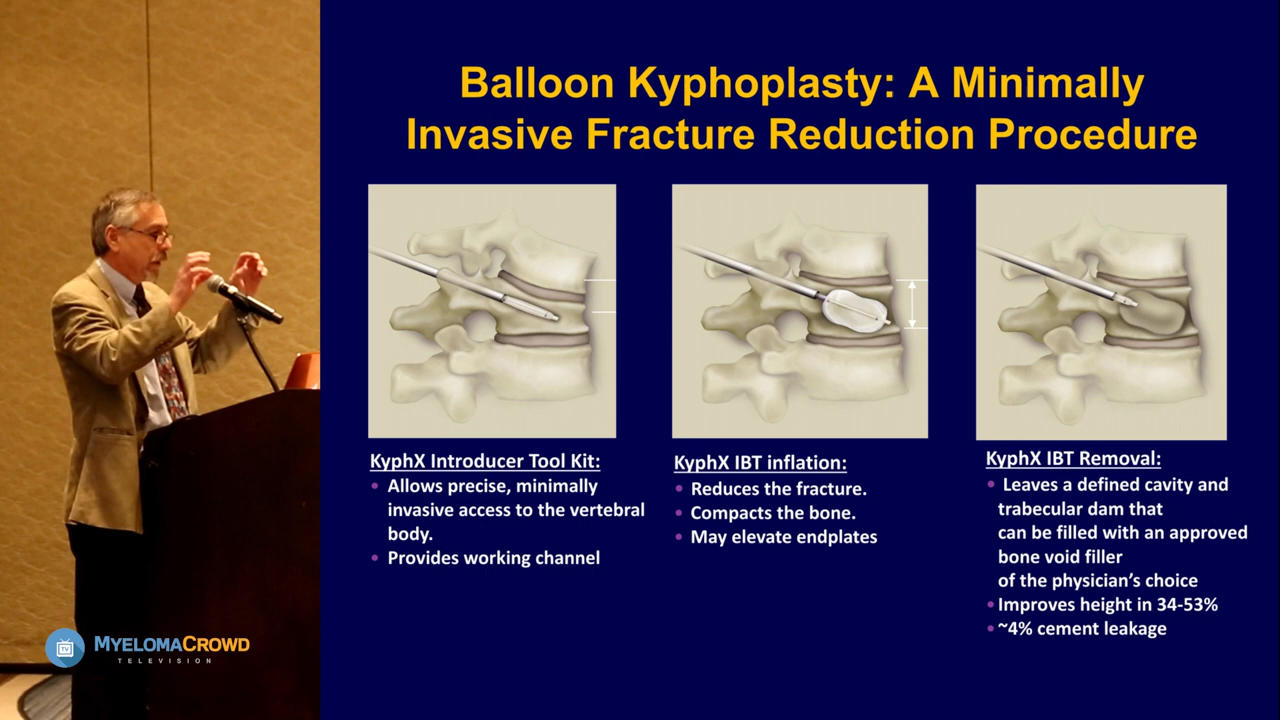 Balloon Kyphoplasty: A Minimally
Invasive Fracture Reduction Procedure
KyphX Introducer Tool Kit:
• Allows precise, minimally
invasive access to the vertebral
body.
• Provides working channel
KyphX IBT inflation:
• Reduces the fracture.
• Compacts the bone.
• May elevate endplates
KyphX IBT Removal:
• Leaves a defined cavity and
trabecular dam that
can be filled with an approved
bone void filler
of the physician's choice
• Improves height in 34-53%
• ~4% cement leakage
TV
MYELOMACROWD
TELEVISION